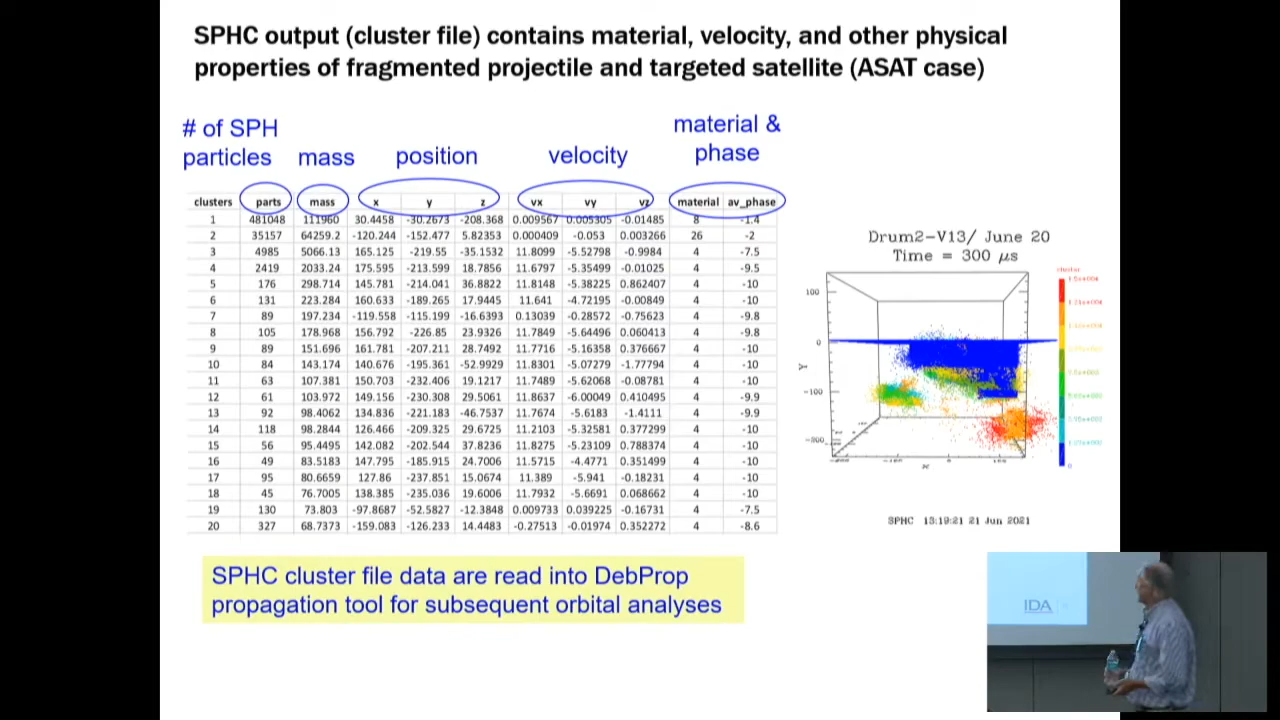 SPHC output (cluster file) contains material, velocity, and other physical
properties of fragmented projectile and targeted satellite (ASAT case)
# of SPH
particles mass position velocity material &
phase
clusters parts mass x y z vx vy vz material av_phase
1 481048 111960 30.4458 -30.2673 -208.368 0.009567 0.005305 -0.01485 8 -1.4
2 35157 64259.2 -120.244 -152.477 5.82353 0.000409 -0.053 0.003266 26 -2
3 4985 5066.13 165.125 -219.55 -35.1532 11.8099 -5.52798 -0.9984 4 -7.5
4 2419 2033.24 175.595 -213.599 18.7856 11.6797 -5.35499 -0.01025 4 -9.5
5 176 298.714 145.785 -214.041 36.8822 11.8148 -5.38225 0.862407 4 -10
6 131 223.284 160.633 -189.265 17.9445 11.641 -4.72195 -0.00849 4 -10
7 89 197.234 -119.558 -115.199 -16.6393 0.13039 -0.28572 -0.75623 4 -9.8
8 105 178.968 156.792 -226.85 23.9326 11.7849 -5.64496 0.060413 4 -9.8
9 89 151.696 161.781 -207.211 28.7492 11.7716 -5.16358 0.376667 4 -10
10 84 143.174 140.676 -195.361 -52.9929 11.8301 -5.07279 -1.77794 4 -10
11 63 107.381 150.703 -232.406 19.1217 11.7489 -5.62068 -0.08781 4 -10
12 61 103.972 149.156 -230.308 29.5061 11.8637 -6.00049 0.410495 4 -9.9
13 92 98.4062 134.836 -221.183 -46.7537 11.7674 -5.6183 -1.4111 4 -9.9
14 118 98.2844 126.466 -209.325 29.6725 11.2103 -5.32581 0.377299 4 -10
15 56 95.4495 142.082 -202.544 37.8236 11.8275 -5.23109 0.788374 4 -10
16 49 83.5183 147.795 -185.915 24.7006 11.5715 -4.4771 0.351499 4 -10
17 95 80.6659 127.86 -237.851 15.0674 11.389 -5.941 -0.18231 4 -10
18 45 76.7005 138.385 -235.036 19.6006 11.7932 -5.6691 0.068662 4 -10
19 130 73.803 -97.8687 -52.5827 -12.3848 0.009733 0.039225 -0.16731 4 -7.5
20 327 68.7373 -159.083 -126.233 14.4483 -0.27513 -0.01974 0.352272 4 -8.6
Drum2-V13/ June 20
Time = 300 μs
cluster
100
0
-100
Y
X
0
SPHC 13:19:21 21 Jun 2021
SPHC cluster file data are read into DebProp
propagation tool for subsequent orbital analyses
IDA